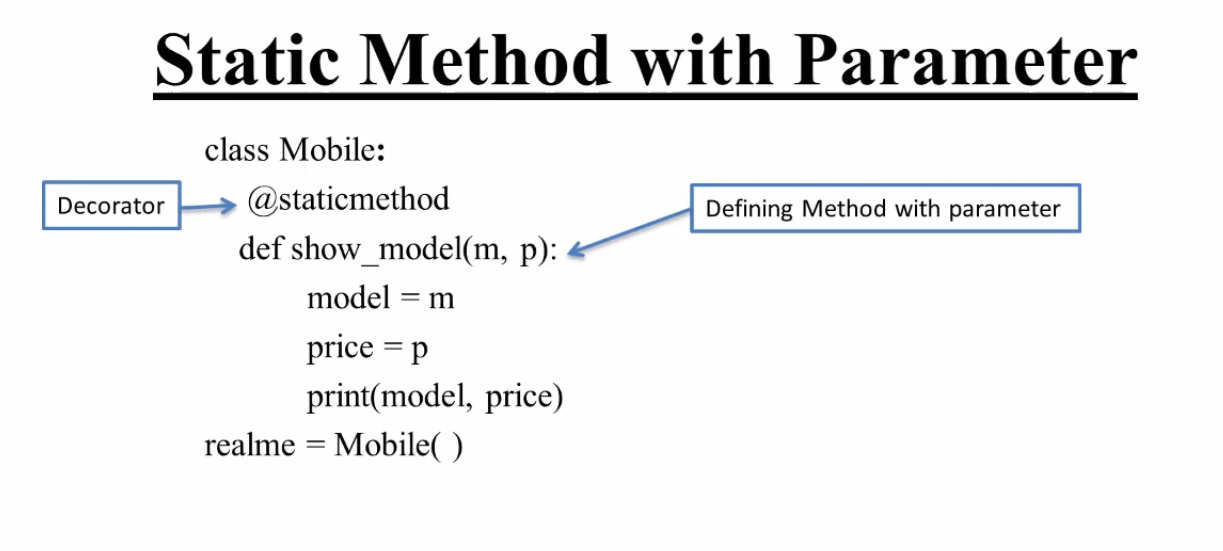 Static Method with Parameter
class Mobile:
Decorator
@staticmethod
Defining Method with parameter
def show_model(m, p):
model = m
price = p
print(model, price)
realme = Mobile( )